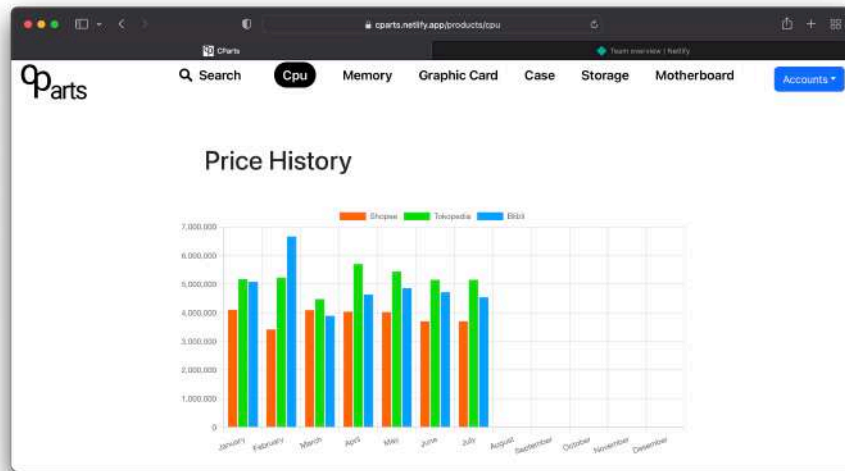 cparts.netlify.app/products/cpu
CParts
Team overview | Netlify
CParts
Search
Cpu
Memory
Graphic Card
Case
Storage
Motherboard
Accounts
Price History
Shopee
Tokopedia
Blibli
7,000,000
6,000,000
5,000,000
4,000,000
3,000,000
2,000,000
1,000,000
0
January
February
March
April
Mei
June
July
August
September
October
November
Desember